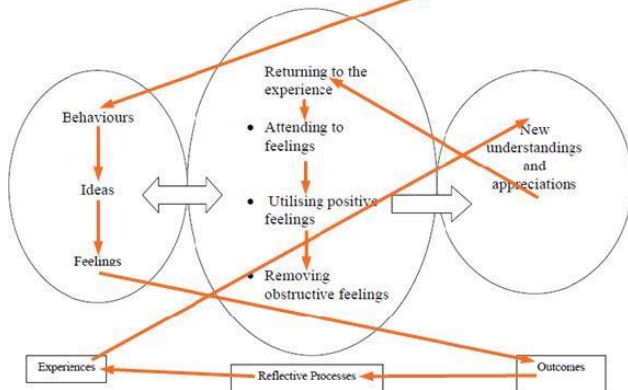 Behaviours
Ideas
Feelings
Returning to the
experience
• Attending to
feelings
• Utilising positive
feelings
• Removing
obstructive feelings
New
understandings
and
appreciations
Experiences
Reflective Processes
Outcomes